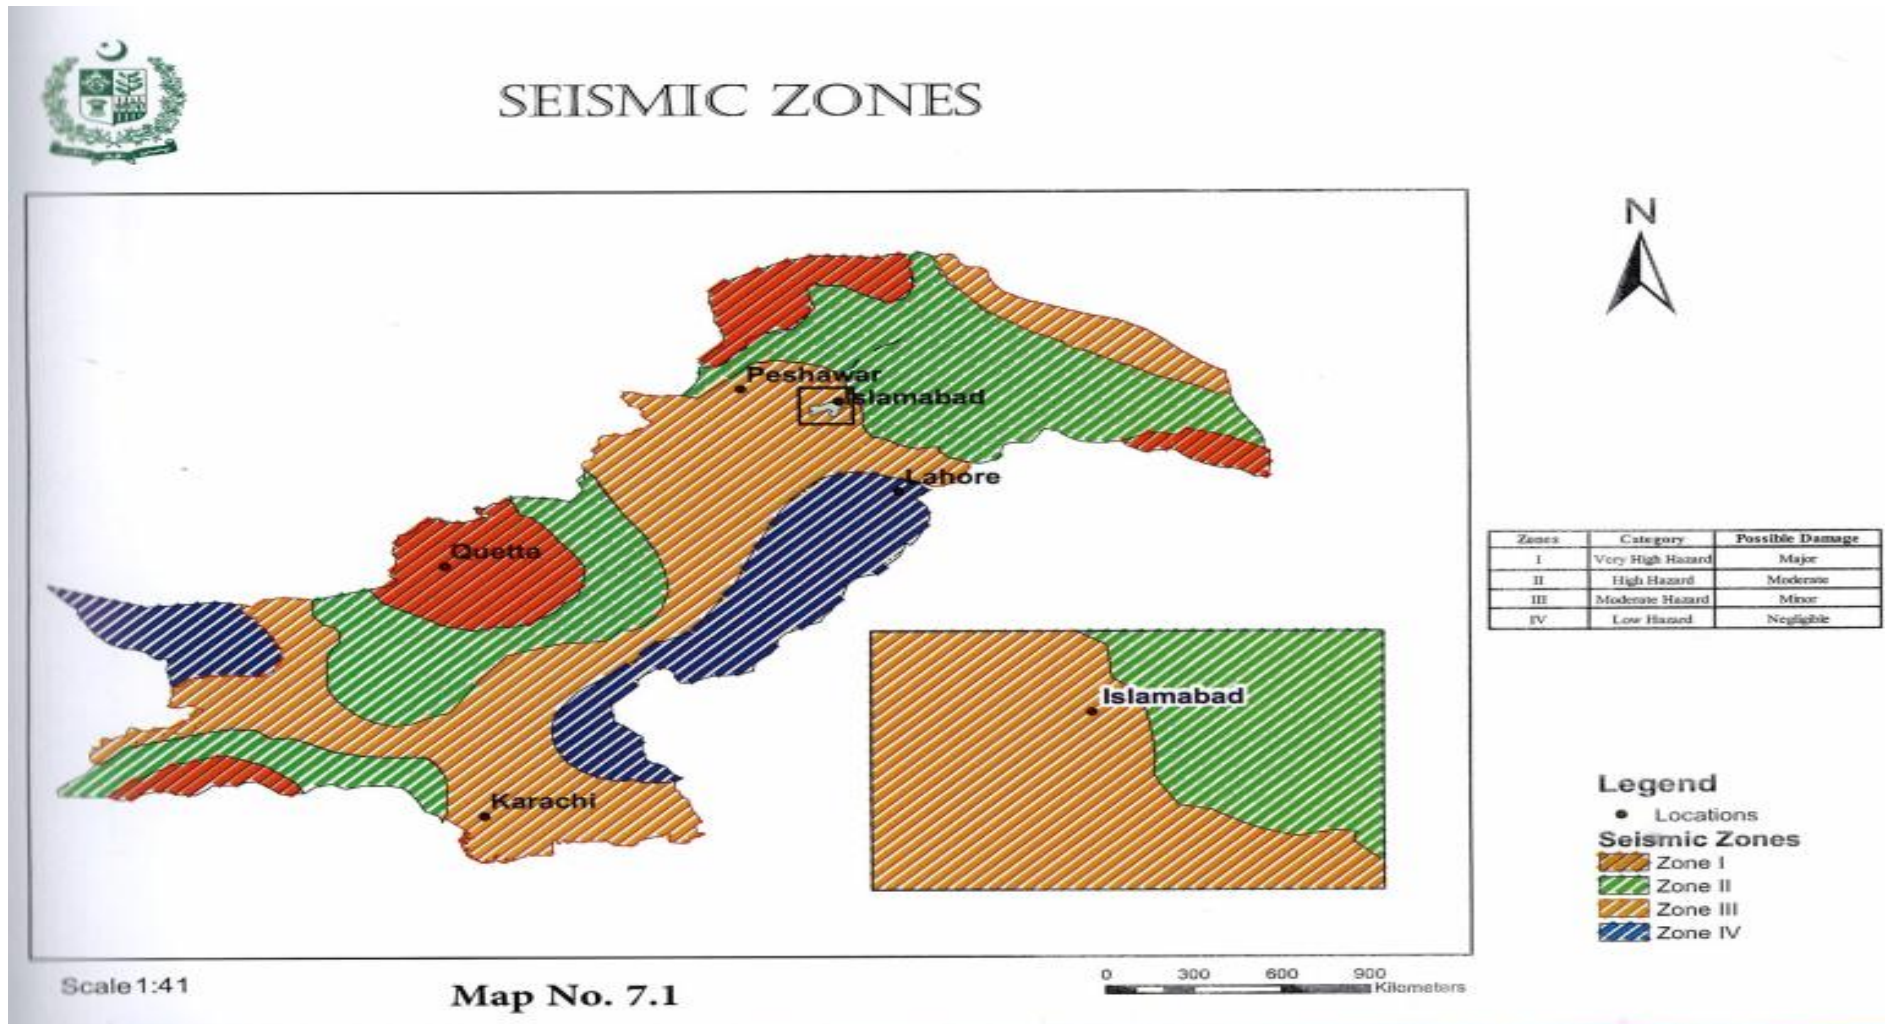 SEISMIC ZONES
N
Peshawar
Islamabad
Lahore
Quetta
Karachi
Islamabad
Zones Category Possible Damage
I Very High Hazard Major
II High Hazard Moderate
III Moderate Hazard Minor
IV Low Hazard Negligible
Legend
Locations
Seismic Zones
Zone I
Zone II
Zone III
Zone IV
0 300 600 900
Kilometers
Scale 1:41
Map No. 7.1